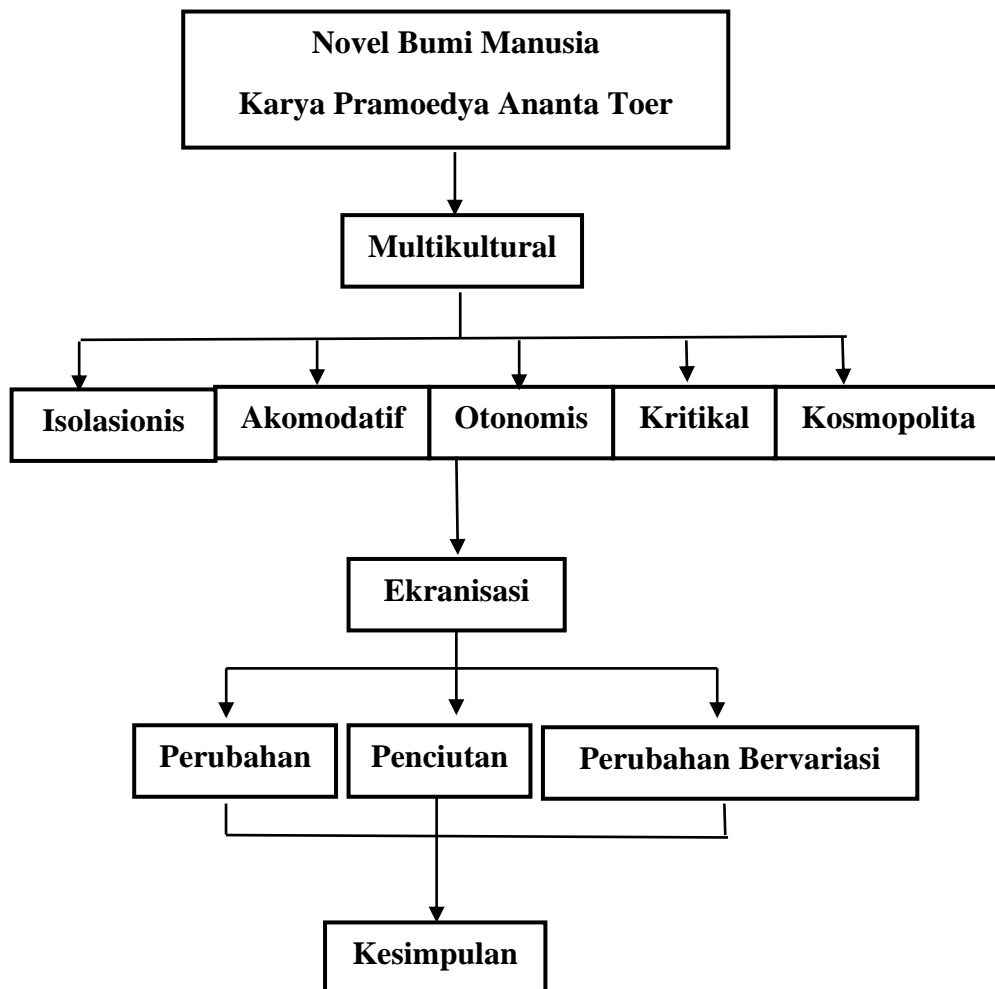 Novel Bumi Manusia
Karya Pramoedya Ananta Toer
Multikultural
Isolasionis
Akomodatif
Otonomis
Kritikal
Kosmopolita
Ekranisasi
Perubahan
Penciutan
Perubahan Bervariasi
Kesimpulan